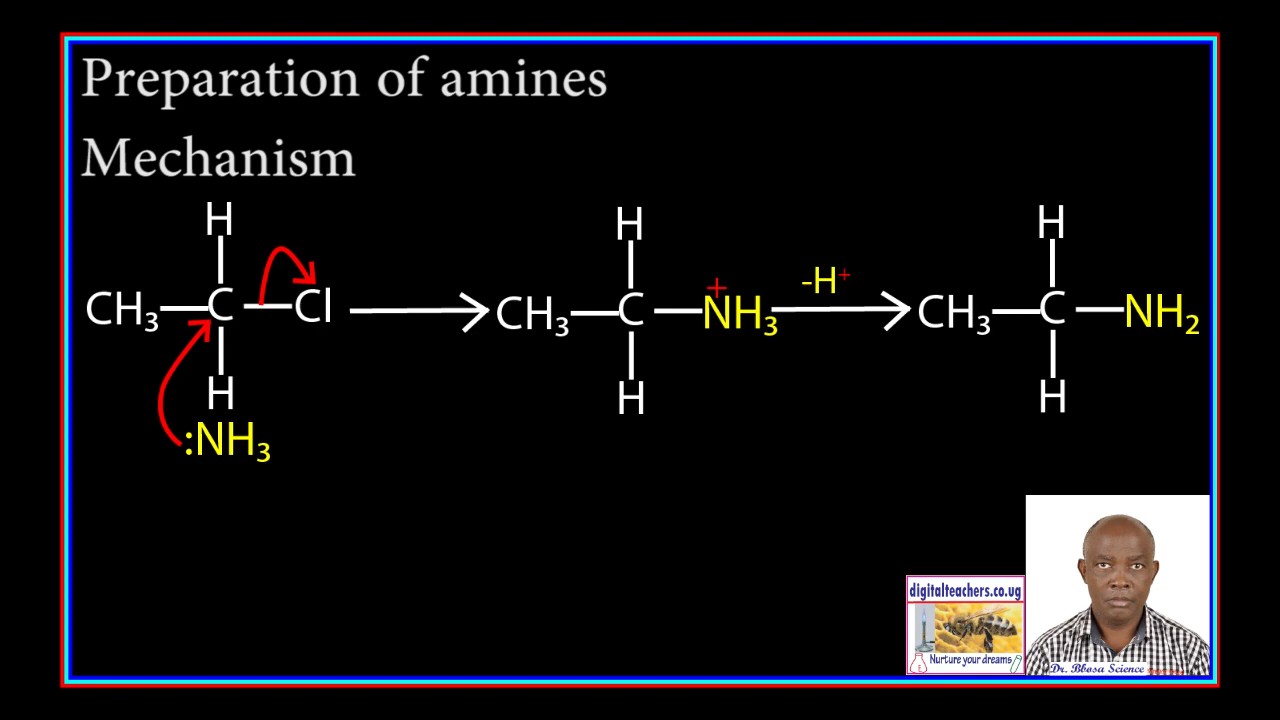 Preparation of amines
Mechanism
H H H
CH₃ C Cl CH₃ C N⁺H₃ -H⁺ CH₃ C NH₂
H H H
:NH₃
digitalteachers.co.ug
Nurture your dreams
Dr. Bbosa Science